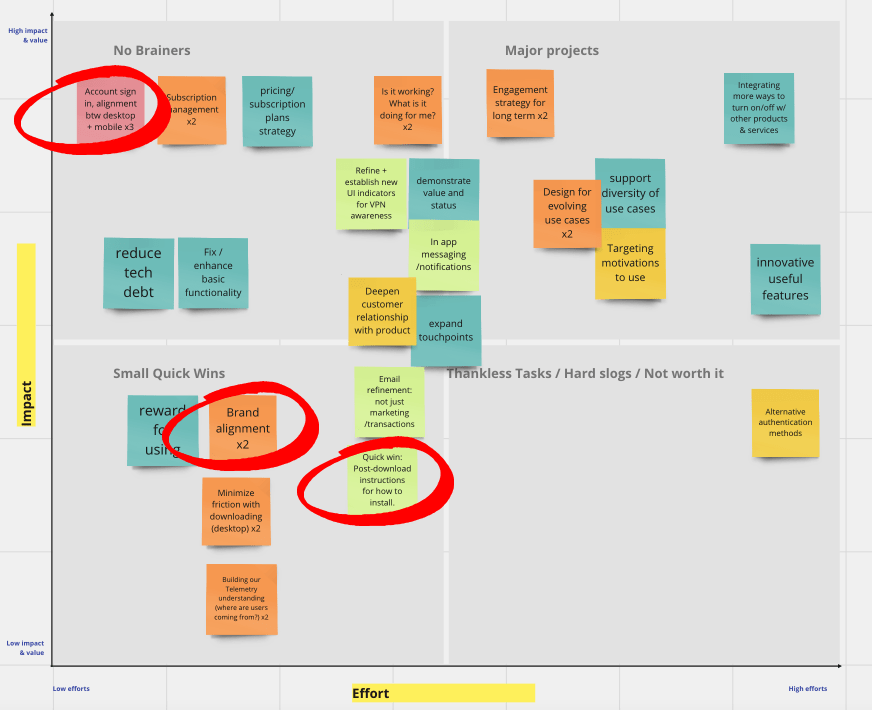 High impact
& value
No Brainers
Major projects
Account sign
in, alignment
btw desktop
+ mobile x3
Subscription
management
x2
pricing/
subscription
plans
strategy
Is it working?
What is it
doing for me?
x2
Engagement
strategy for
long term x2
Integrating
more ways to
turn on/off w/
other products
& services
Refine +
establish new
UI indicators
for VPN
awareness
demonstrate
value and
status
In app
messaging
/notifications
Design for
evolving
use cases
x2
support
diversity of
use cases
Targeting
motivations
to use
reduce
tech
debt
Fix /
enhance
basic
functionality
innovative
useful
features
Deepen
customer
relationship
with product
expand
touchpoints
Impact
Small Quick Wins
Thankless Tasks / Hard slogs / Not worth it
reward
for
using
Brand
alignment
x2
Email
refinement:
not just
marketing
/transactions
Alternative
authentication
methods
Quick win:
Post-download
instructions
for how to
install.
Minimize
friction with
downloading
(desktop) x2
Building our
Telemetry
understanding
(where are users
coming from?) x2
Low impact
& value
Low efforts
Effort
High efforts